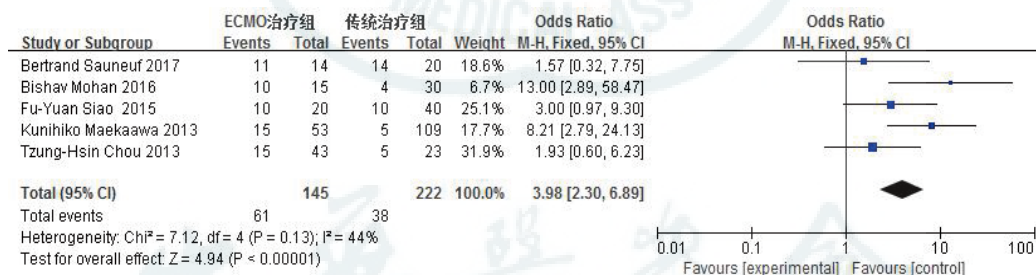 ECMO治疗组 传统治疗组 Odds Ratio Odds Ratio
Study or Subgroup Events Total Events Total Weight M-H, Fixed, 95% CI M-H, Fixed, 95% CI
Bertrand Sauneuf 2017 11 14 14 20 18.6% 1.57 [0.32, 7.75]
Bishav Mohan 2016 10 15 4 30 6.7% 13.00 [2.89, 58.47]
Fu-Yuan Siao 2015 10 20 10 40 25.1% 3.00 [0.97, 9.30]
Kunihiko Maekaawa 2013 15 53 5 109 17.7% 8.21 [2.79, 24.13]
Tzung-Hsin Chou 2013 15 43 5 23 31.9% 1.93 [0.60, 6.23]
Total (95% CI) 145 222 100.0% 3.98 [2.30, 6.89]
Total events 61 38
Heterogeneity: Chi² = 7.12, df = 4 (P = 0.13); I² = 44%
Test for overall effect: Z = 4.94 (P < 0.00001)
0.01 0.1 1 10 100
Favours [experimental] Favours [control]